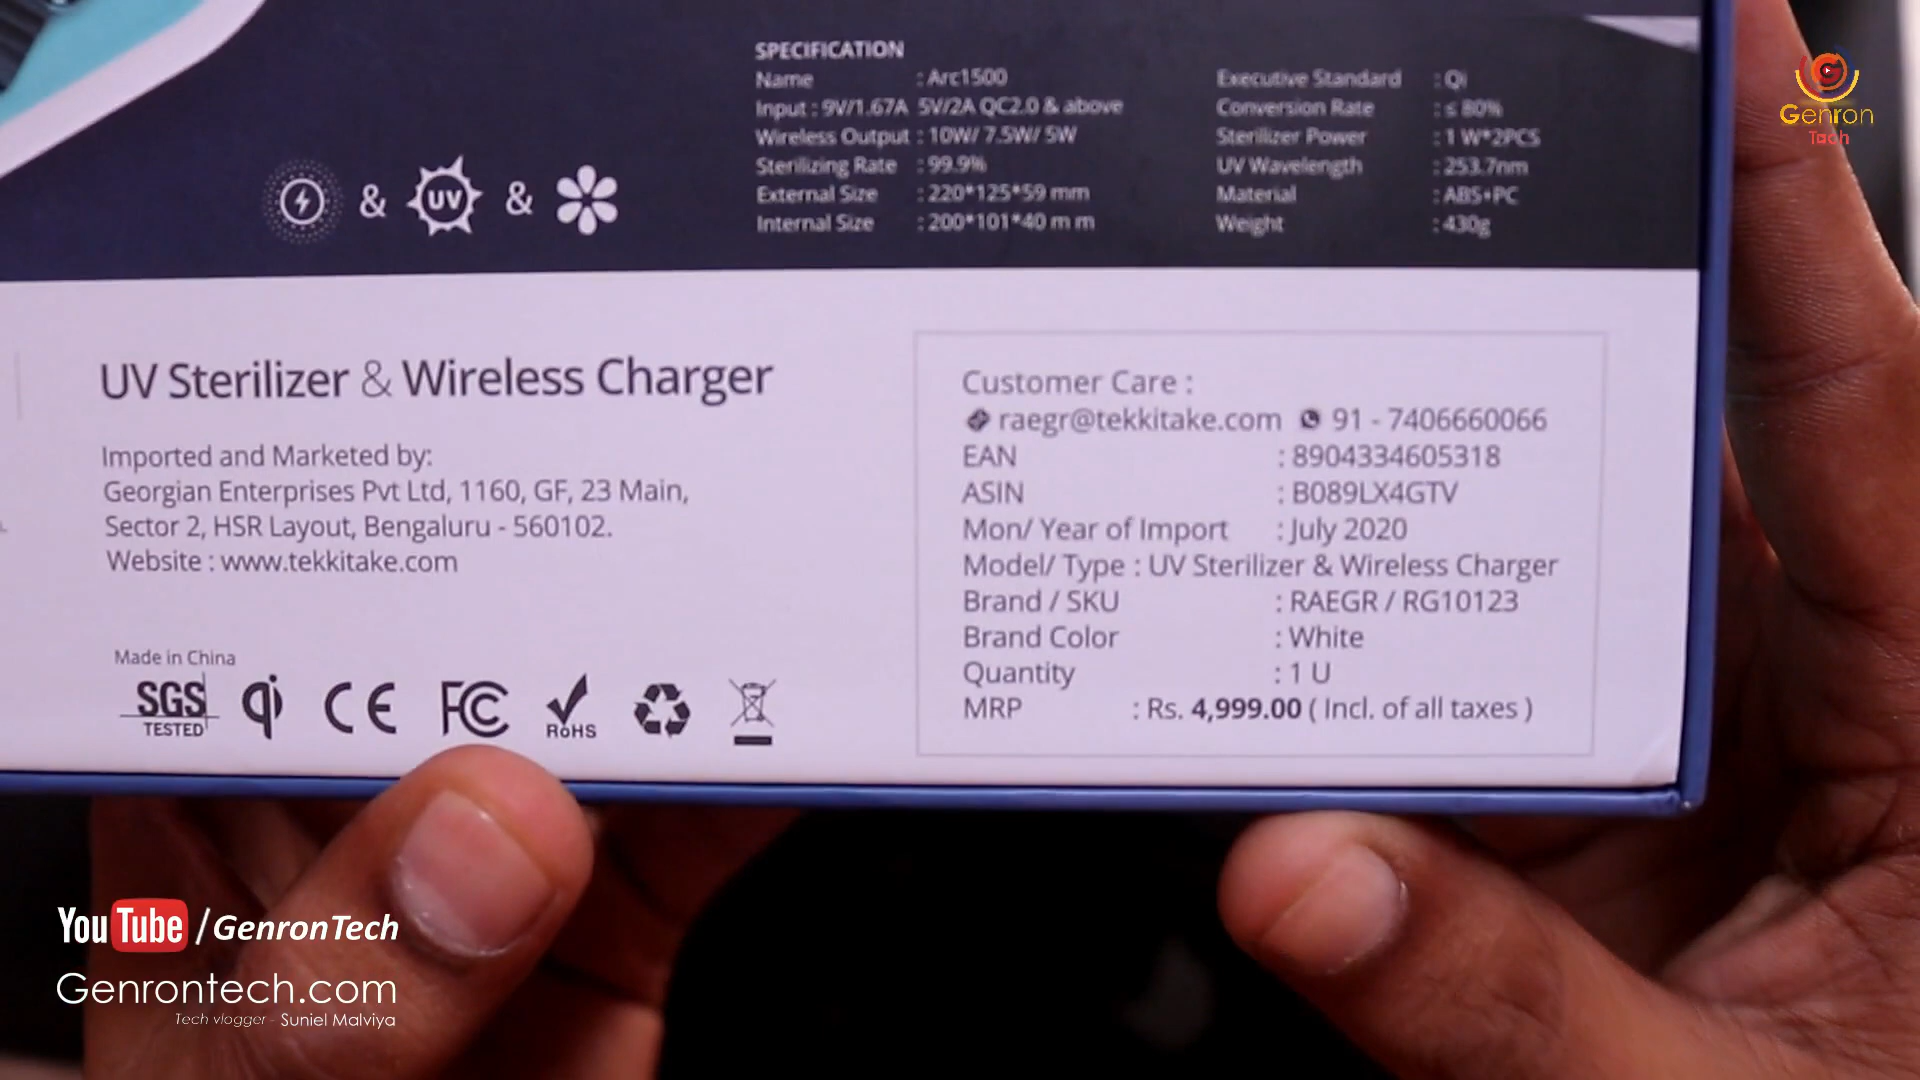 SPECIFICATION
Name : Arc1500
Input : 9V/1.67A 5V/2A QC2.0 & above
Wireless Output : 10W/ 7.5W/ 5W
Sterilizing Rate : 99.9%
External Size : 220*125*59 mm
Internal Size : 200*101*40 m m
Executive Standard : Qi
Conversion Rate : ≤ 80%
Sterilizer Power : 1 W*2PCS
UV Wavelength : 253.7nm
Material : ABS+PC
Weight : 430g
Genron
Tech
& UV &
UV Sterilizer & Wireless Charger
Imported and Marketed by:
Georgian Enterprises Pvt Ltd, 1160, GF, 23 Main,
Sector 2, HSR Layout, Bengaluru - 560102.
Website : www.tekkitake.com
Made in China
SGS
TESTED
qi CE FC
RoHS
Customer Care :
raegr@tekkitake.com 91 - 7406660066
EAN : 8904334605318
ASIN : B089LX4GTV
Mon/ Year of Import : July 2020
Model/ Type : UV Sterilizer & Wireless Charger
Brand / SKU : RAEGR / RG10123
Brand Color : White
Quantity : 1 U
MRP : Rs. 4,999.00 ( Incl. of all taxes )
YouTube /GenronTech
Genrontech.com
Tech vlogger - Suniel Malviya